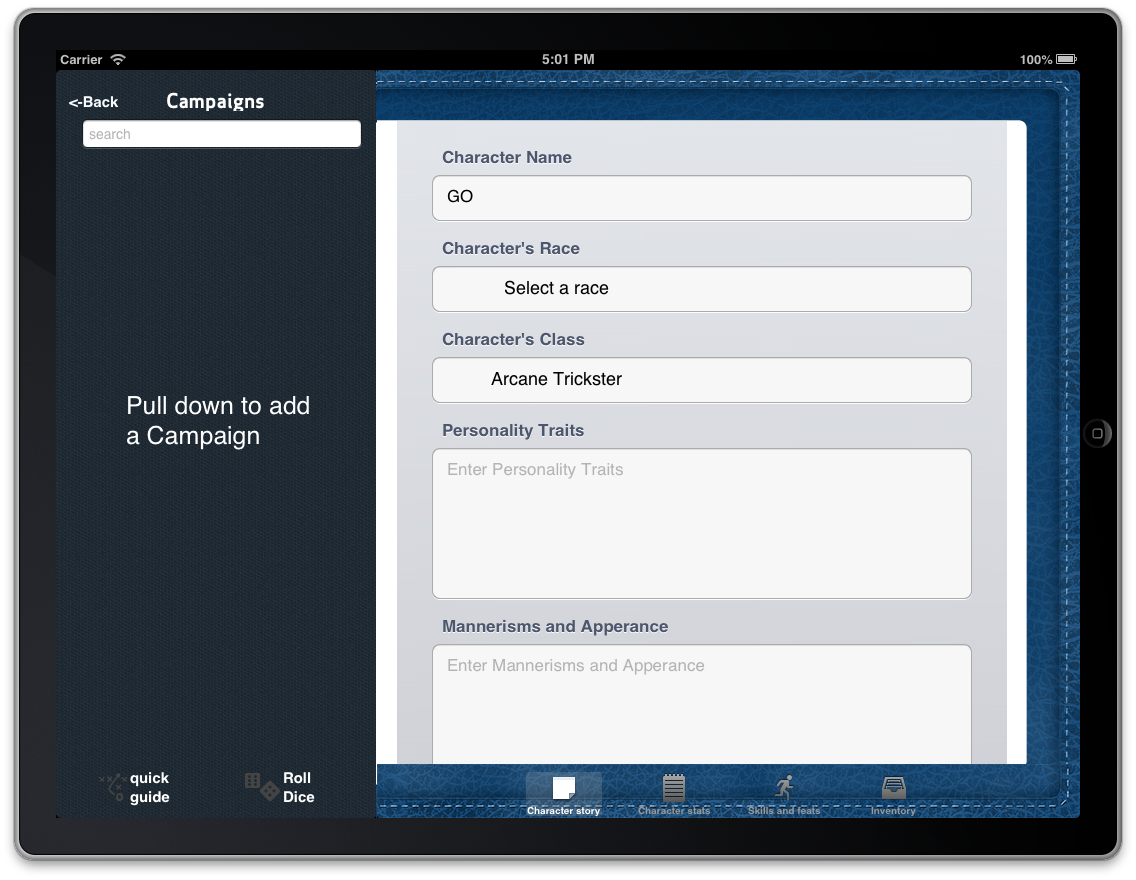 Carrier
5:01 PM
100%
<-Back
Campaigns
search
Pull down to add
a Campaign
quick
guide
Roll
Dice
Character Name
GO
Character's Race
Select a race
Character's Class
Arcane Trickster
Personality Traits
Enter Personality Traits
Mannerisms and Apperance
Enter Mannerisms and Apperance
Character story
Character stats
Skills and feats
Inventory